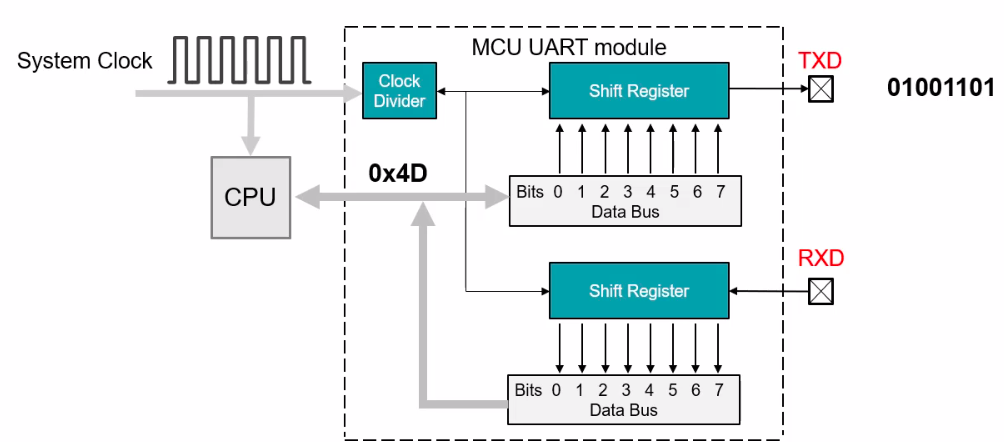 MCU UART module
System Clock
Clock
Divider
Shift Register
TXD
01001101
CPU
0x4D
Bits 0 1 2 3 4 5 6 7
Data Bus
RXD
Shift Register
Bits 0 1 2 3 4 5 6 7
Data Bus